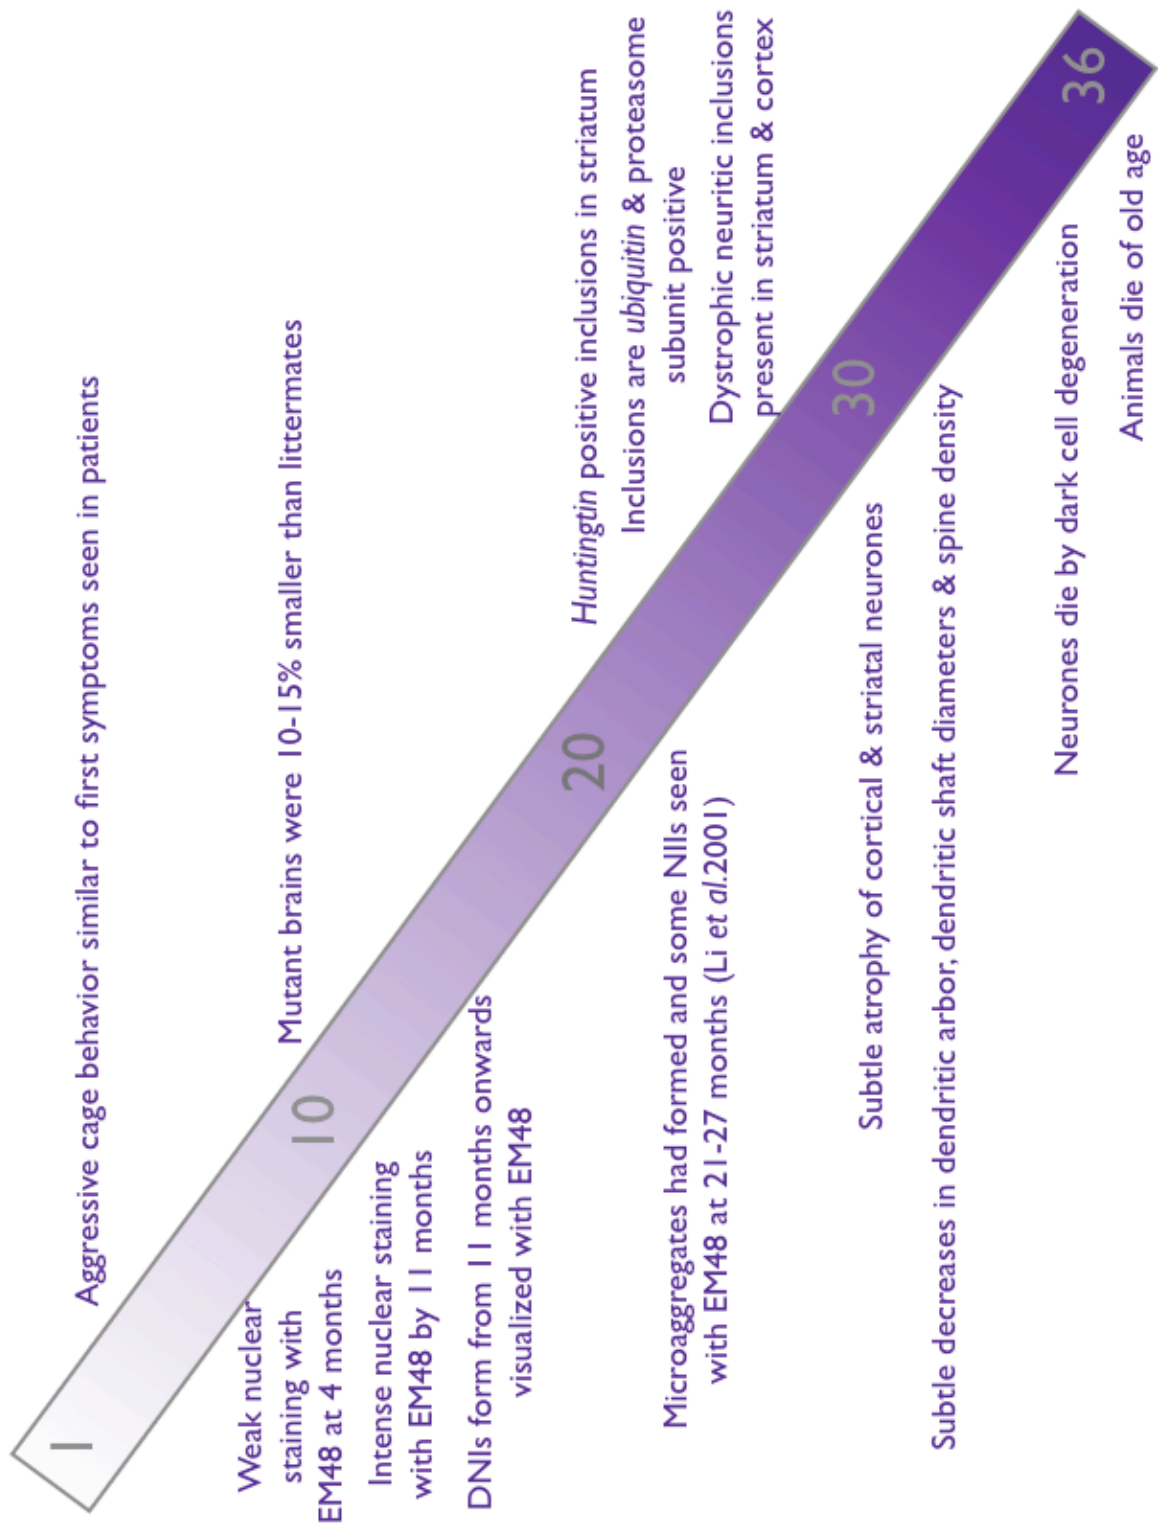 Aggressive cage behavior similar to first symptoms seen in patients
Mutant brains were 10-15% smaller than littermates
Huntingtin positive inclusions in striatum
Inclusions are ubiquitin & proteasome
subunit positive
Dystrophic neuritic inclusions
present in striatum & cortex
1
10
20
30
36
Weak nuclear
staining with
EM48 at 4 months
Intense nuclear staining
with EM48 by 11 months
DNIs form from 11 months onwards
visualized with EM48
Microaggregates had formed and some NIIs seen
with EM48 at 21-27 months (Li et al.2001)
Subtle atrophy of cortical & striatal neurones
Subtle decreases in dendritic arbor, dendritic shaft diameters & spine density
Neurones die by dark cell degeneration
Animals die of old age